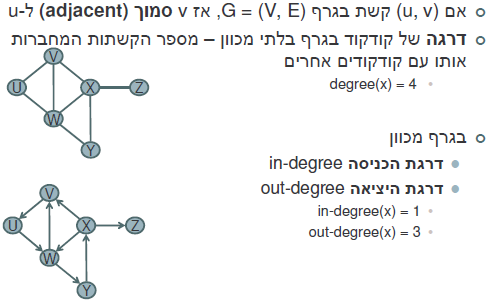 אם (u, v) קשת בגרף G = (V, E), אז v סמוך (adjacent) ל-u
דרגה של קודקוד בגרף בלתי מכוון – מספר הקשתות המחברות
אותו עם קודקודים אחרים
degree(x) = 4
V
U
X
Z
W
Y
בגרף מכוון
דרגת הכניסה in-degree
דרגת היציאה out-degree
in-degree(x) = 1
out-degree(x) = 3
V
U
X
Z
W
Y